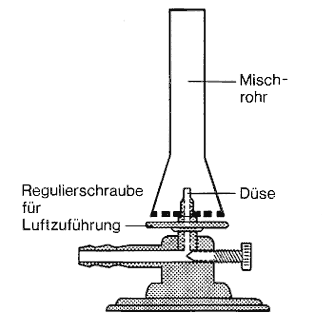 Misch-
rohr
Regulierschraube
für
Luftzuführung
Düse